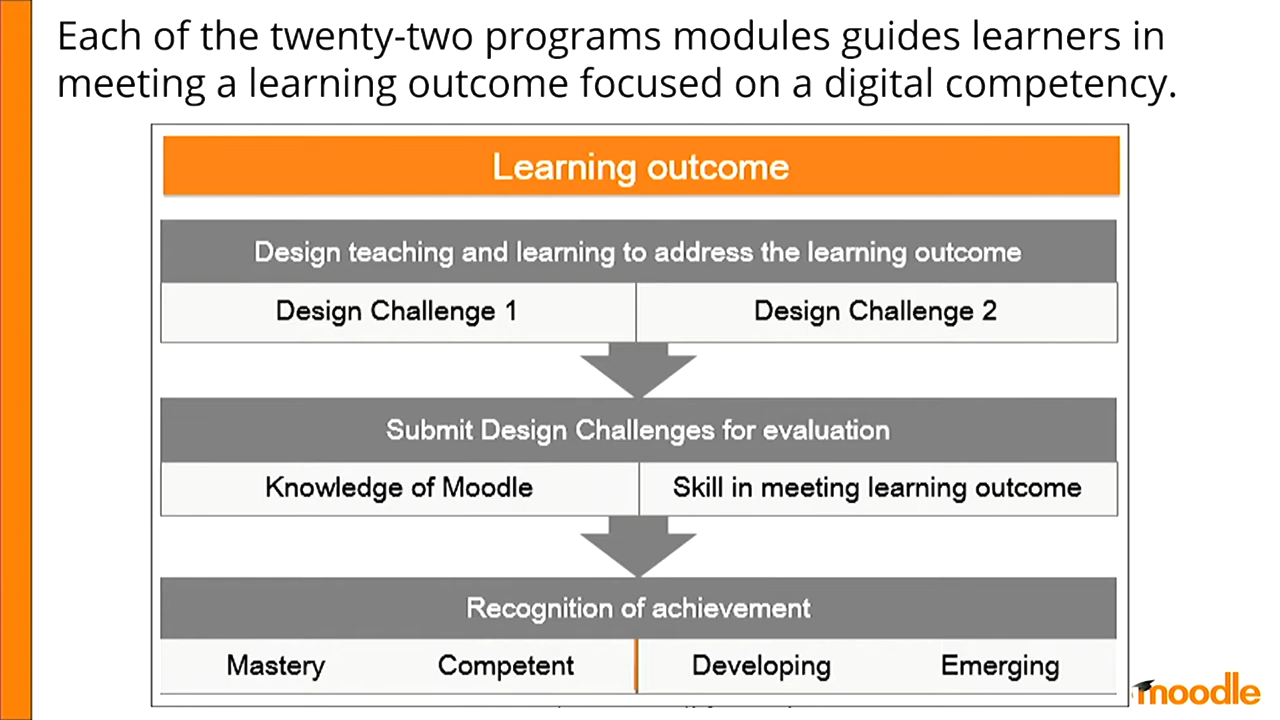 Each of the twenty-two programs modules guides learners in
meeting a learning outcome focused on a digital competency.
Learning outcome
Design teaching and learning to address the learning outcome
Design Challenge 1
Design Challenge 2
Submit Design Challenges for evaluation
Knowledge of Moodle
Skill in meeting learning outcome
Recognition of achievement
Mastery
Competent
Developing
Emerging
moodle